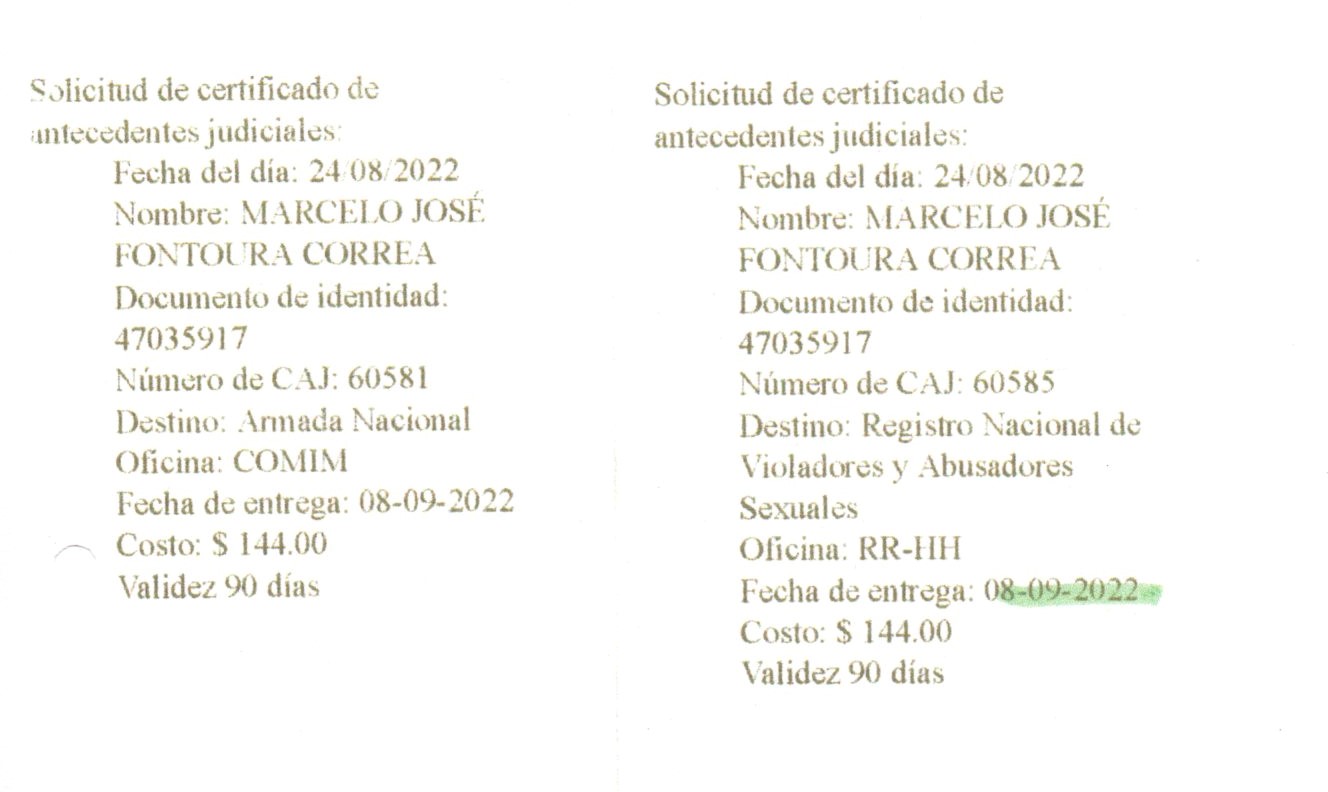 Solicitud de certificado de
antecedentes judiciales:
Fecha del día: 24/08/2022
Nombre: MARCELO JOSÉ
FONTOURA CORREA
Documento de identidad:
47035917
Número de CAJ: 60581
Destino: Armada Nacional
Oficina: COMIM
Fecha de entrega: 08-09-2022
Costo: $ 144.00
Validez 90 días
Solicitud de certificado de
antecedentes judiciales:
Fecha del día: 24/08/2022
Nombre: MARCELO JOSÉ
FONTOURA CORREA
Documento de identidad:
47035917
Número de CAJ: 60585
Destino: Registro Nacional de
Violadores y Abusadores
Sexuales
Oficina: RR-HH
Fecha de entrega: 08-09-2022
Costo: $ 144.00
Validez 90 días